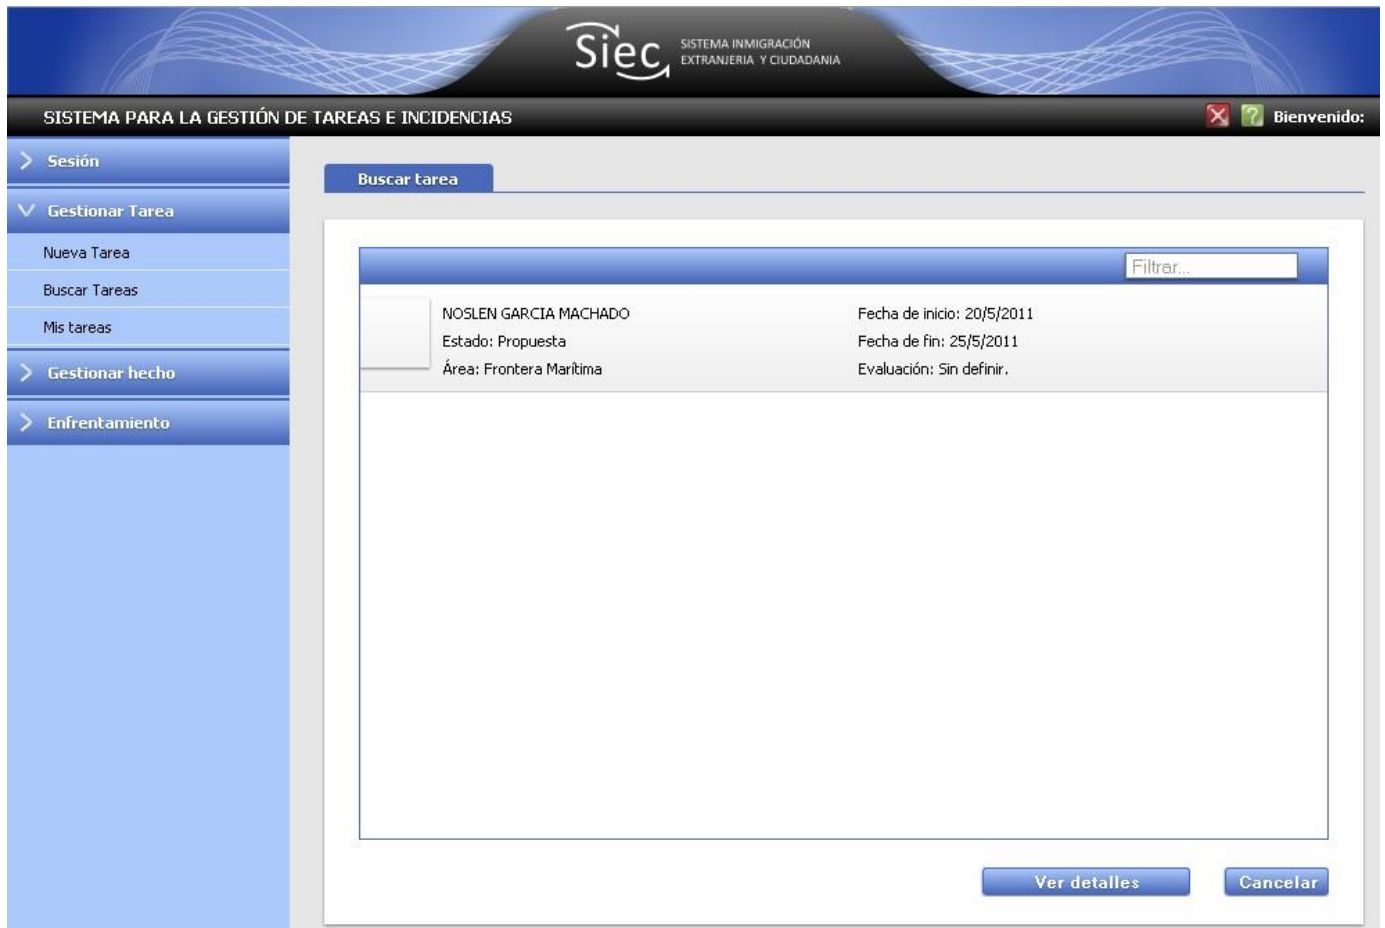 Siec
SISTEMA INMIGRACIÓN
EXTRANJERIA Y CIUDADANIA
SISTEMA PARA LA GESTIÓN DE TAREAS E INCIDENCIAS
Bienvenido:
Sesión
Gestionar Tarea
Nueva Tarea
Buscar Tareas
Mis tareas
Gestionar hecho
Enfrentamiento
Buscar tarea
Filtrar...
NOSLEN GARCIA MACHADO
Fecha de inicio: 20/5/2011
Estado: Propuesta
Fecha de fin: 25/5/2011
Área: Frontera Marítima
Evaluación: Sin definir.
Ver detalles
Cancelar